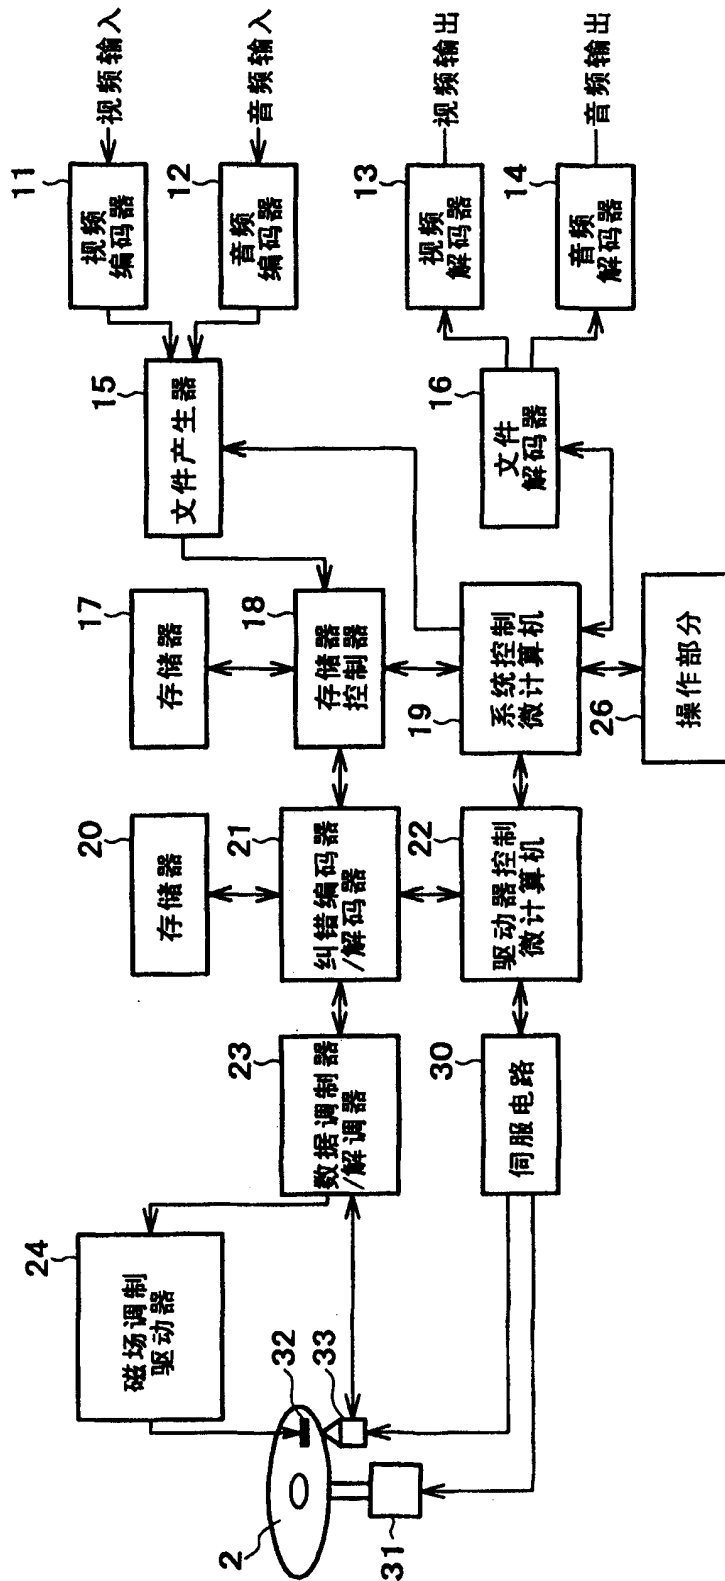 视频输入
音频输入
视频输出
音频输出
11
视频
编码器
12
音频
编码器
13
视频
解码器
14
音频
解码器
15
文件产生器
16
文件
解码器
17
存储器
18
存储器
控制器
19
系统控制
微计算机
26
操作部分
20
存储器
21
纠错编码器
/解码器
22
驱动器控制
微计算机
23
数据调制器
/解调器
30
伺服电路
24
磁场调制
驱动器
32
33
2
31